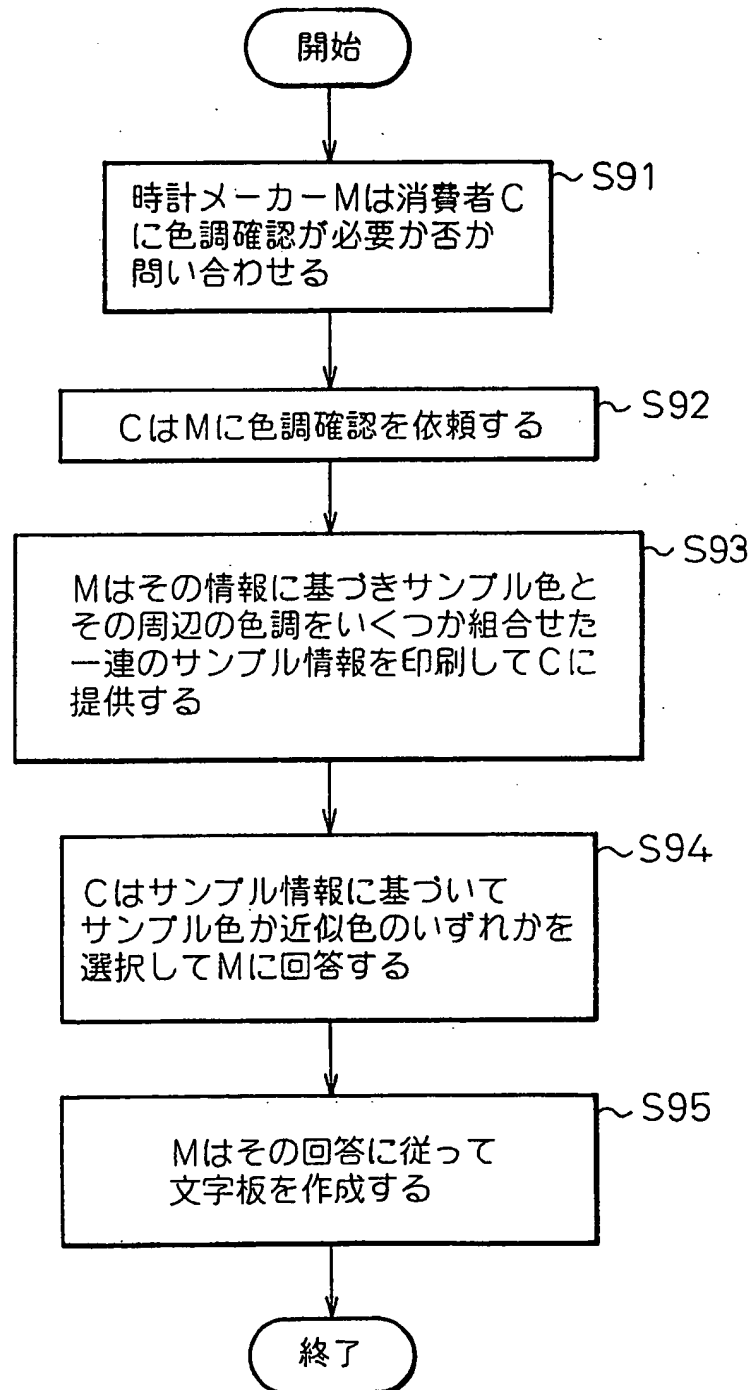 開始
S91
時計メーカーMは消費者C
に色調確認が必要か否か
問い合わせる
S92
CはMに色調確認を依頼する
S93
Mはその情報に基づきサンプル色と
その周辺の色調をいくつか組合せた
一連のサンプル情報を印刷してCに
提供する
S94
Cはサンプル情報に基づいて
サンプル色か近似色のいずれかを
選択してMに回答する
S95
Mはその回答に従って
文字板を作成する
終了